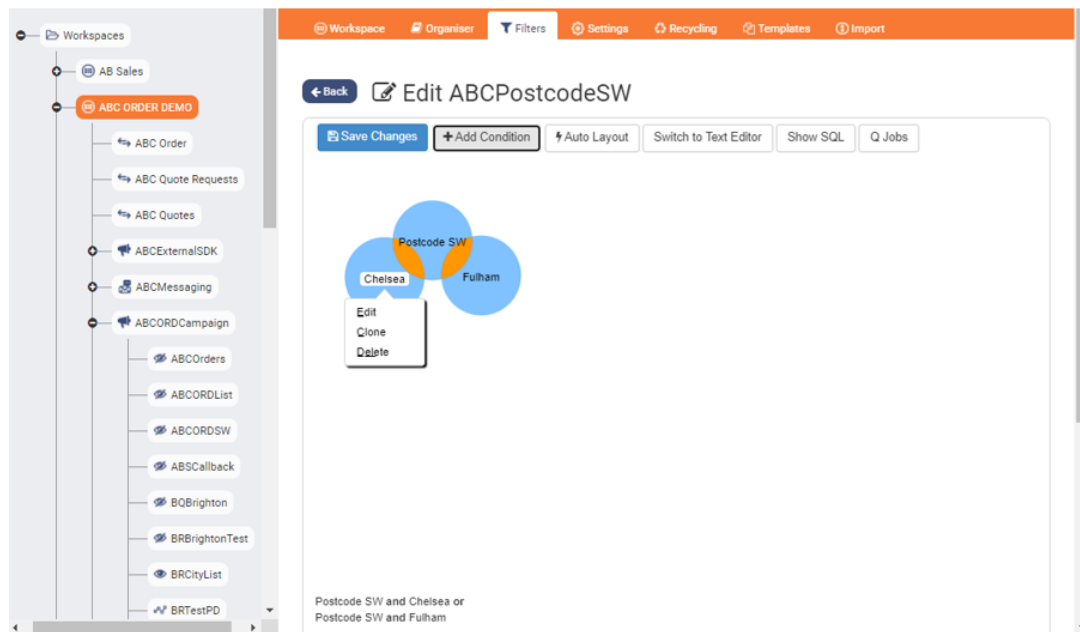 Workspaces
AB Sales
ABC ORDER DEMO
ABC Order
ABC Quote Requests
ABC Quotes
ABCExternalSDK
ABCMessaging
ABCORDCampaign
ABCOrders
ABCORDList
ABCORDSW
ABSCallback
BQBrighton
BRBrightonTest
BRCityList
BRTestPD
Workspace Organiser Filters Settings Recycling Templates Import
Back Edit ABCPostcodeSW
Save Changes +Add Condition Auto Layout Switch to Text Editor Show SQL Q Jobs
Postcode SW
Chelsea Fulham
Edit
Clone
Delete
Postcode SW and Chelsea or
Postcode SW and Fulham